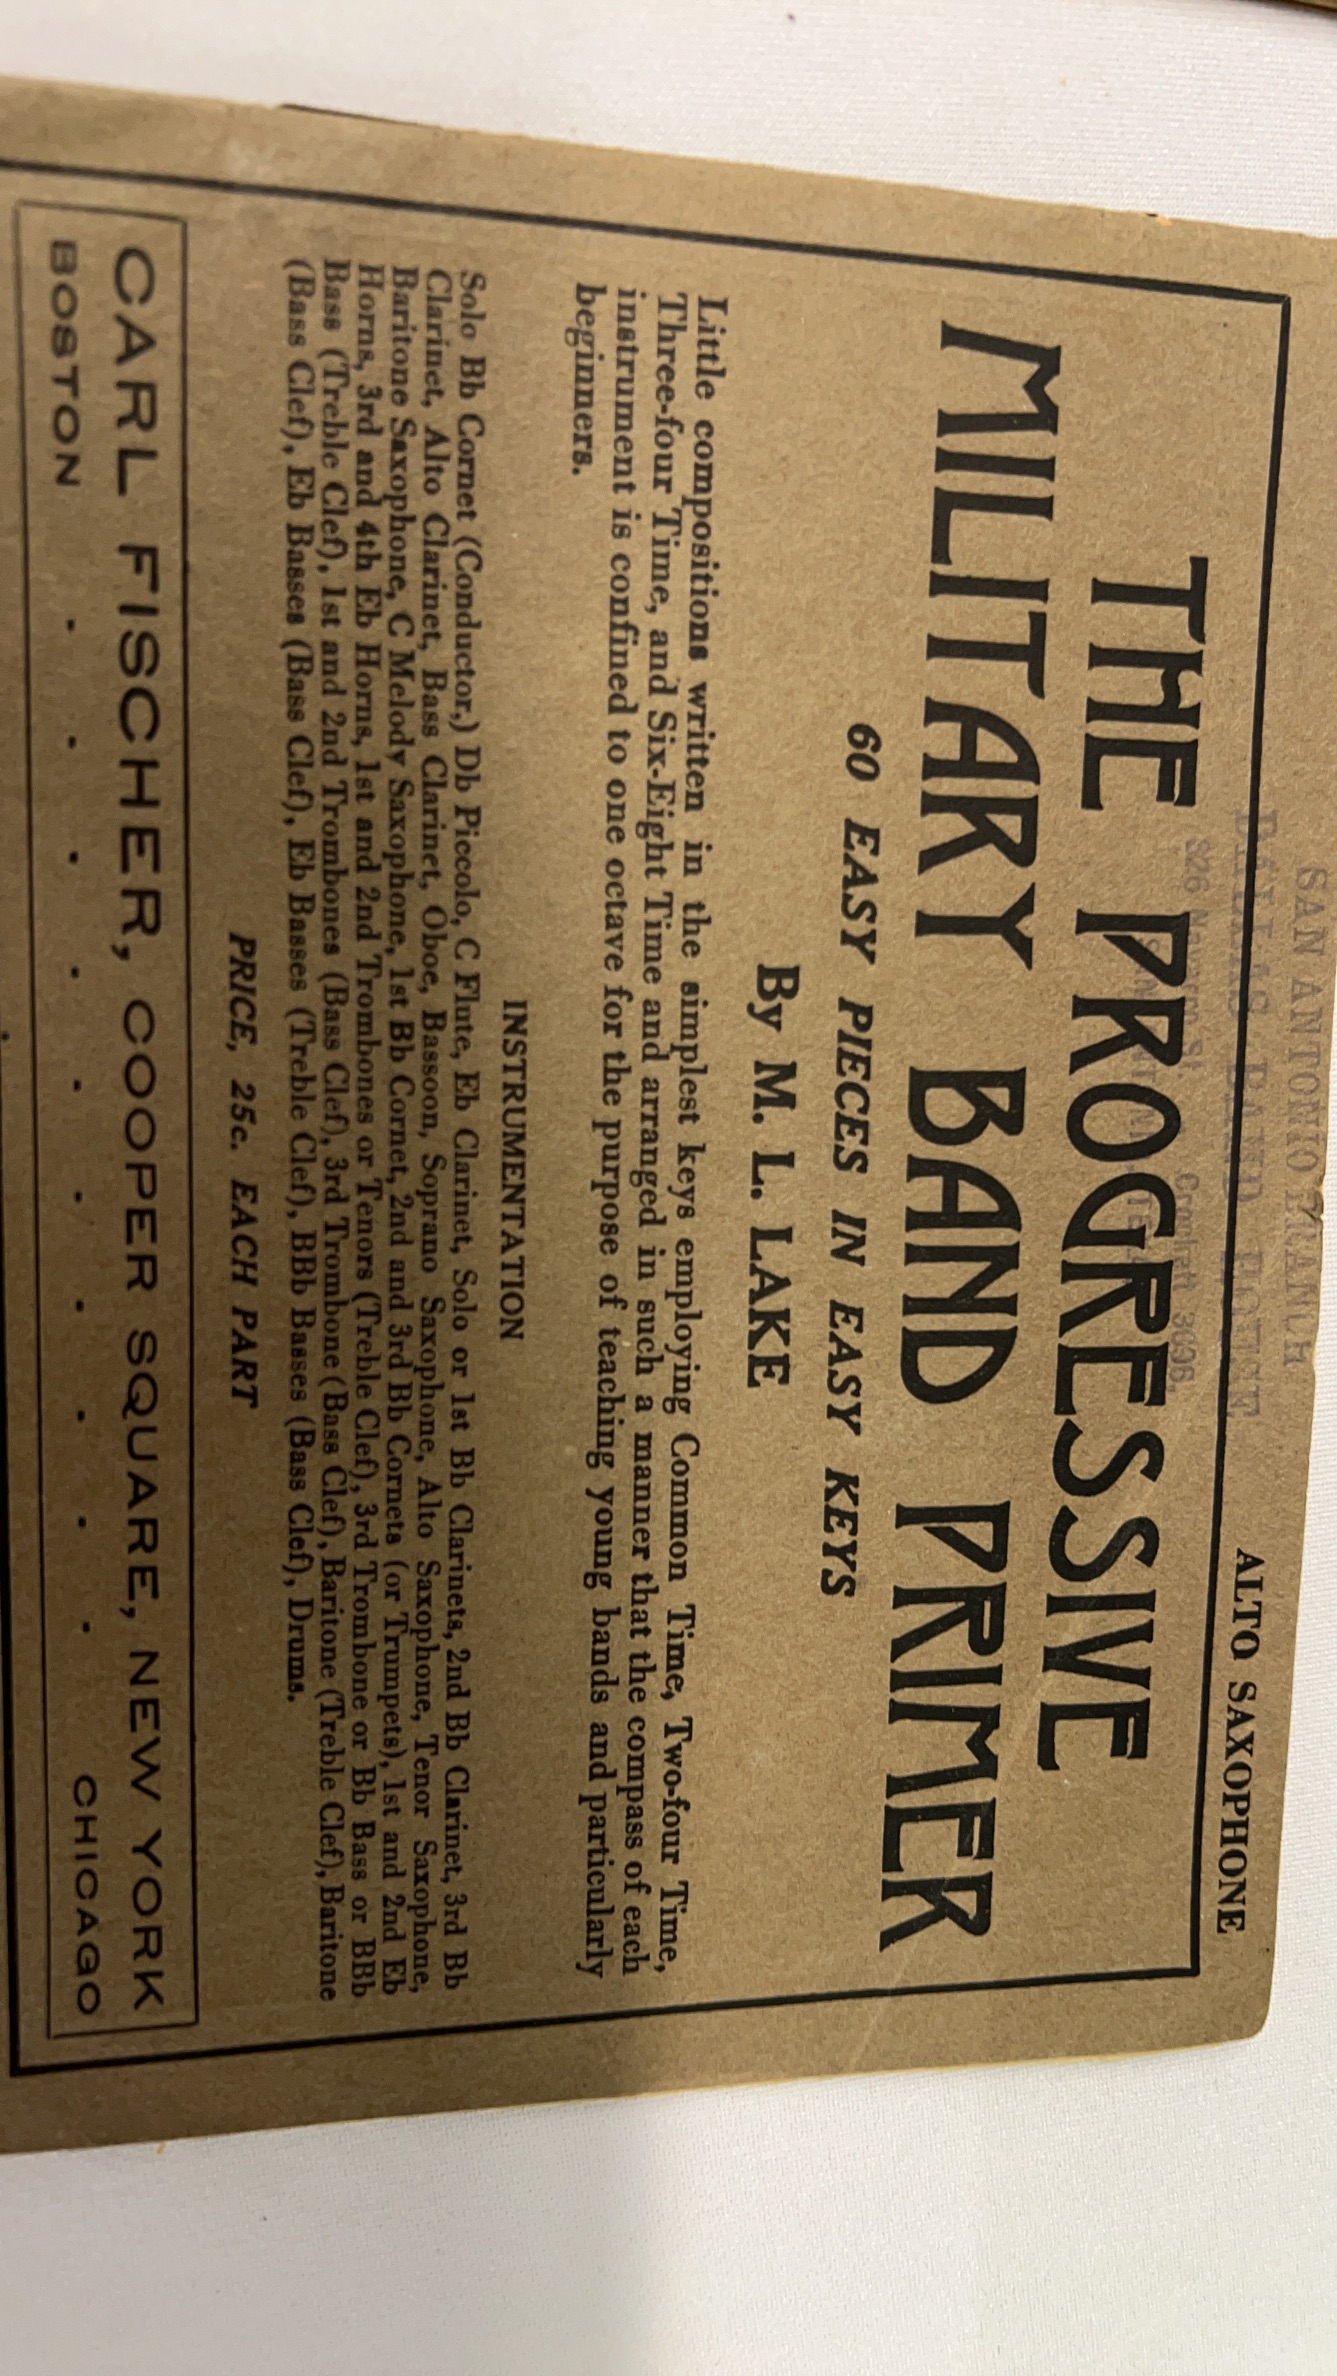 SAN ANTONIO BRANCH
DALLAS BAND HOUSE
ALTO SAXOPHONE
THE PROGRESSIVE
MILITARY BAND PRIMER
60 EASY PIECES IN EASY KEYS
By M. L. LAKE
Little compositions written in the simplest keys employing Common Time, Two-four Time,
Three-four Time, and Six-Eight Time and arranged in such a manner that the compass of each
instrument is confined to one octave for the purpose of teaching young bands and particularly
beginners.
INSTRUMENTATION
Solo Bb Cornet (Conductor,) Db Piccolo, C Flute, Eb Clarinet, Solo or 1st Bb Clarinets, 2nd Bb Clarinet, 3rd Bb
Clarinet, Alto Clarinet, Bass Clarinet, Oboe, Bassoon, Soprano Saxophone, Alto Saxophone, Tenor Saxophone,
Baritone Saxophone, C Melody Saxophone, 1st Bb Cornet, 2nd and 3rd Bb Cornets (or Trumpets), 1st and 2nd Eb
Horns, 3rd and 4th Eb Horns, 1st and 2nd Trombones or Tenors (Treble Clef), 3rd Trombone or Bb Bass or BBb
Bass (Treble Clef), 1st and 2nd Trombones (Bass Clef), 3rd Trombone (Bass Clef), Baritone (Treble Clef), Baritone
(Bass Clef), Eb Basses (Bass Clef), Eb Basses (Treble Clef), BBb Basses (Bass Clef), Drums.
PRICE, 25c. EACH PART
CARL FISCHER, COOPER SQUARE, NEW YORK
BOSTON . . . . . . . . . . CHICAGO